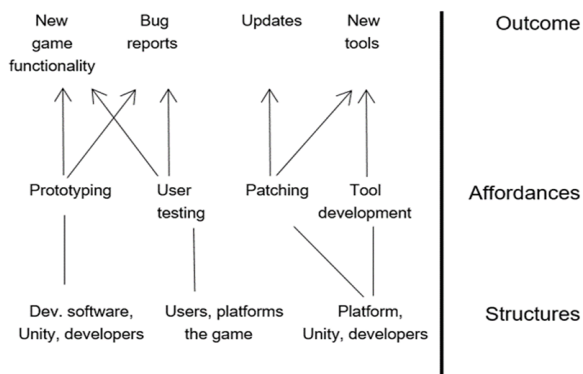 New
game
functionality
Bug
reports
Updates
New
tools
Outcome
Prototyping
User
testing
Patching
Tool
development
Affordances
Dev. software,
Unity, developers
Users, platforms
the game
Platform,
Unity, developers
Structures